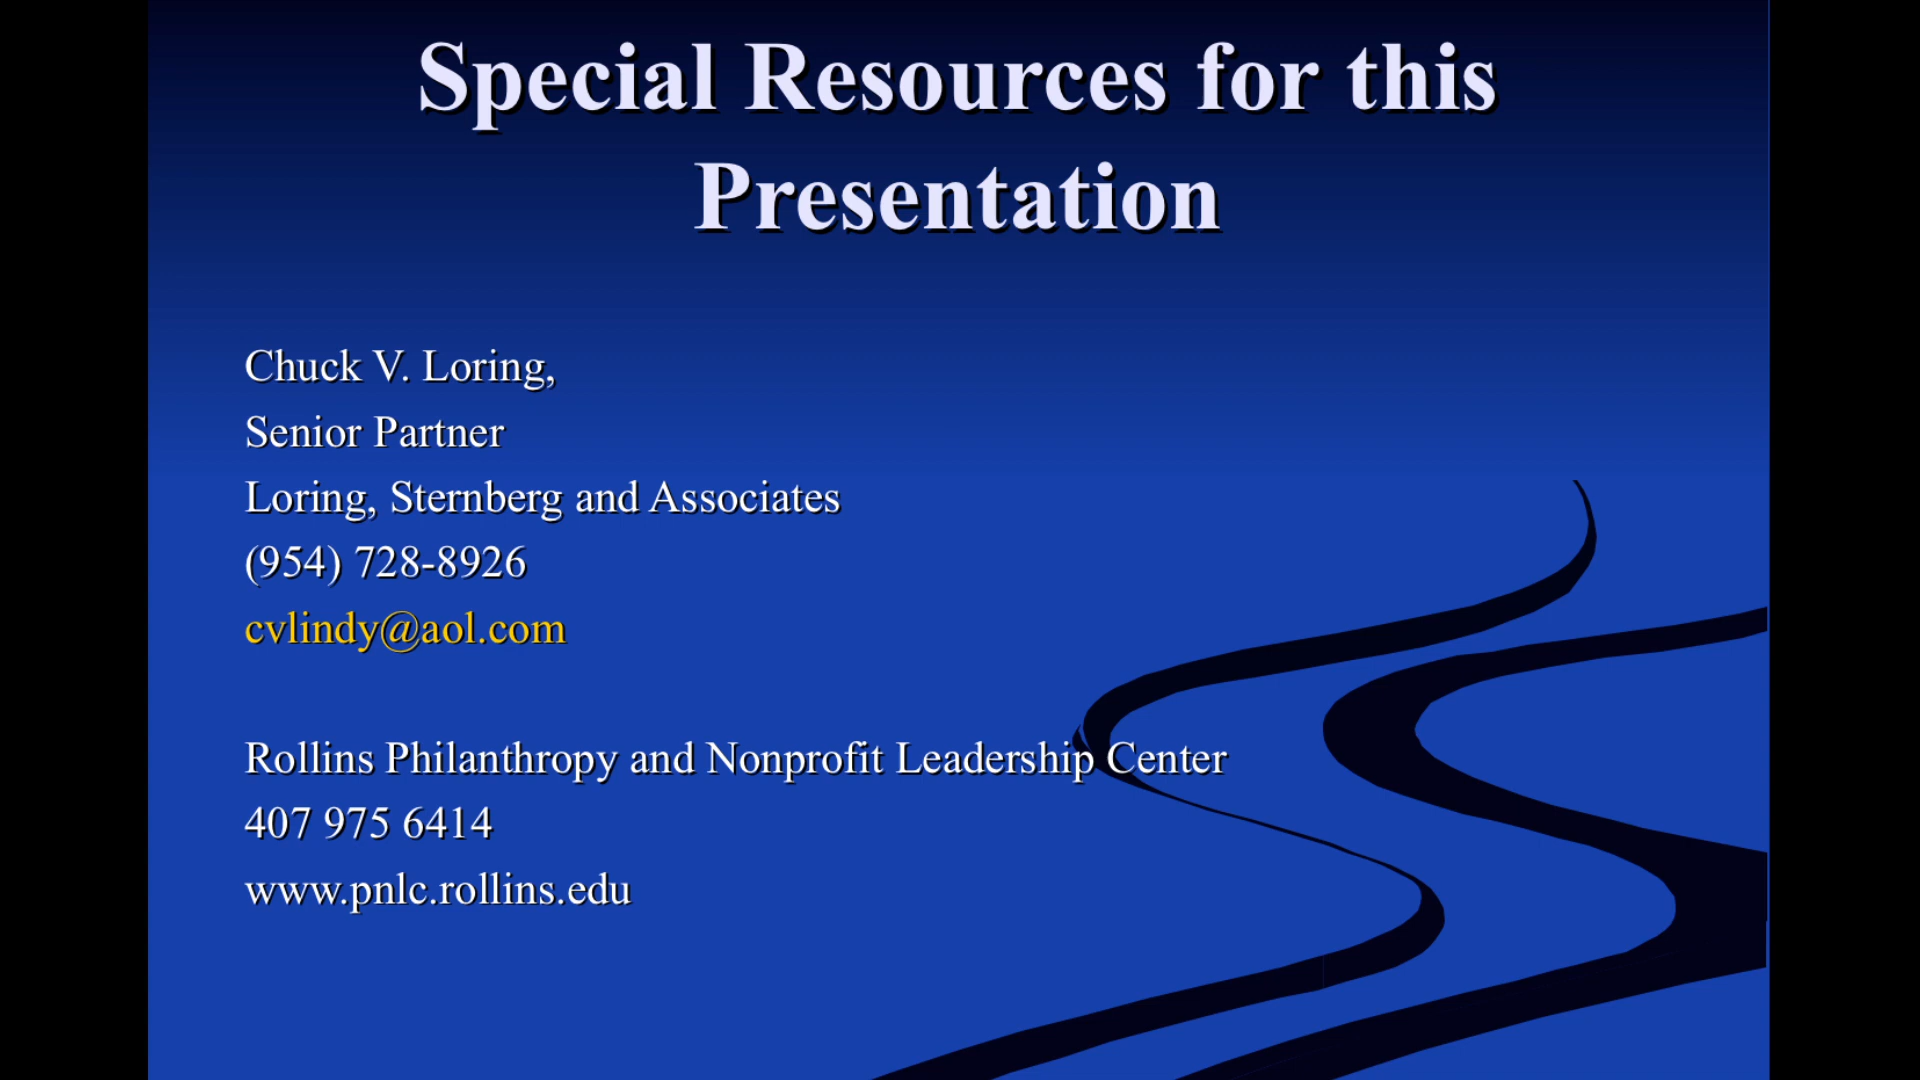 Special Resources for this
Presentation
Chuck V. Loring,
Senior Partner
Loring, Sternberg and Associates
(954) 728-8926
cvlindy@aol.com
Rollins Philanthropy and Nonprofit Leadership Center
407 975 6414
www.pnlc.rollins.edu